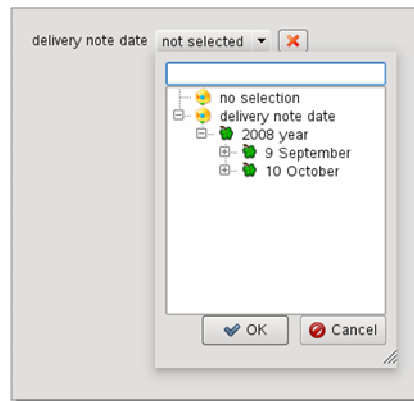 delivery note date not selected
no selection
delivery note date
2008 year
9 September
10 October
OK Cancel